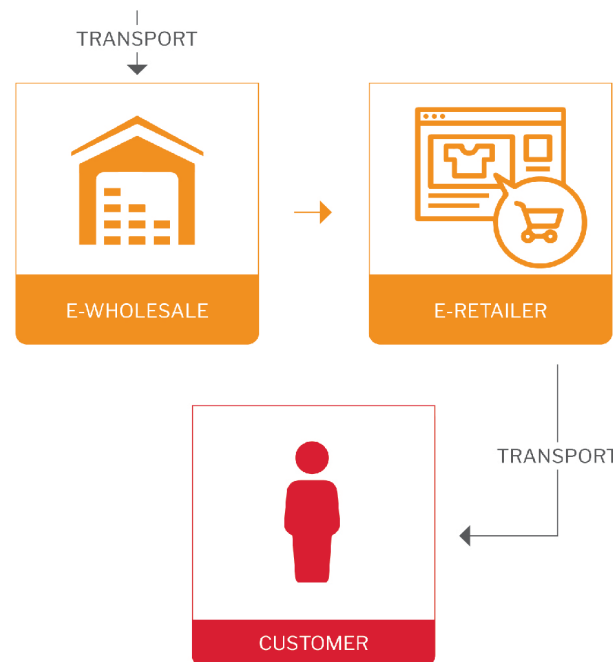 TRANSPORT
E-WHOLESALE
E-RETAILER
TRANSPORT
CUSTOMER